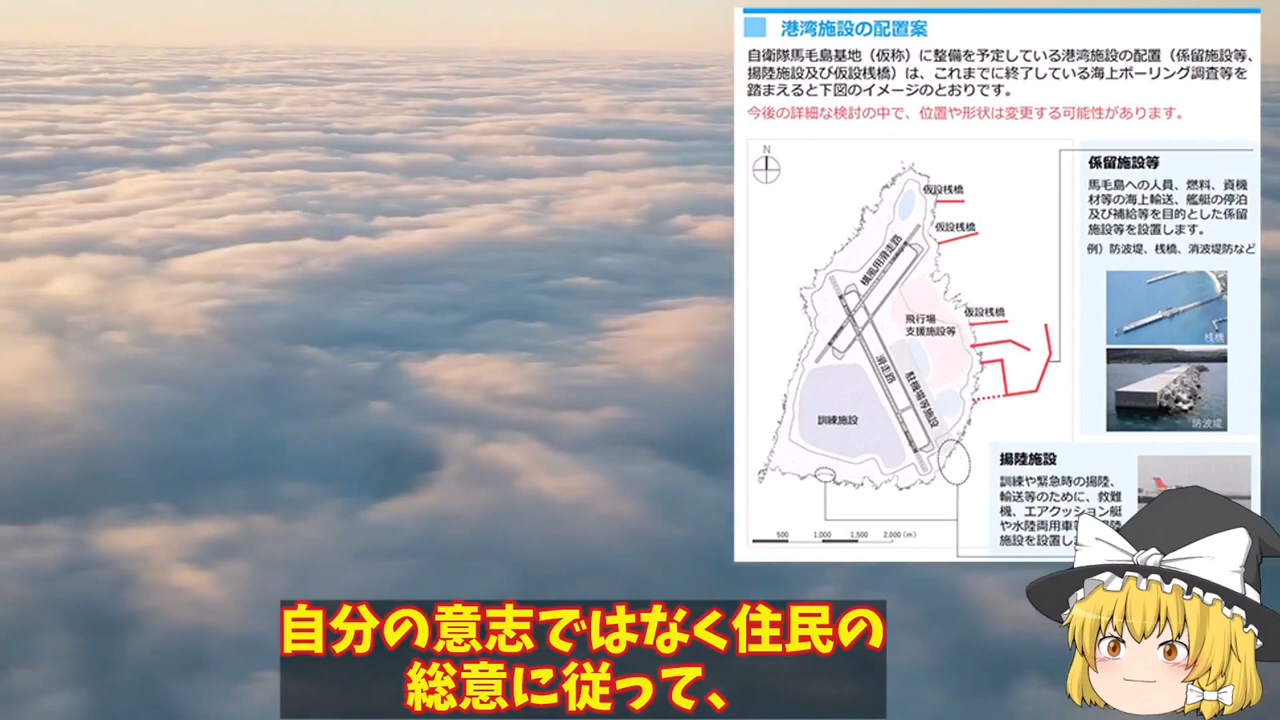 港湾施設の配置案
自衛隊馬毛島基地（仮称）に整備を予定している港湾施設の配置（係留施設等、
揚陸施設及び仮設桟橋）は、これまでに終了している海上ボーリング調査等を
踏まえると下図のイメージのとおりです。
今後の詳細な検討の中で、位置や形状は変更する可能性があります。
N
仮設桟橋
仮設桟橋
横風用滑走路
仮設桟橋
飛行場
支援施設等
滑走路
駐機場等施設
訓練施設
500 1,000 1,500 2,000 (m)
係留施設等
馬毛島への人員、燃料、資機
材等の海上輸送、艦艇の停泊
及び補給等を目的とした係留
施設等を設置します。
例）防波堤、桟橋、消波堤防など
桟橋
防波堤
揚陸施設
訓練や緊急時の揚陸、
輸送等のために、救難
機、エアクッション艇
や水陸両用車
施設を設置し
自分の意志ではなく住民の
総意に従って、